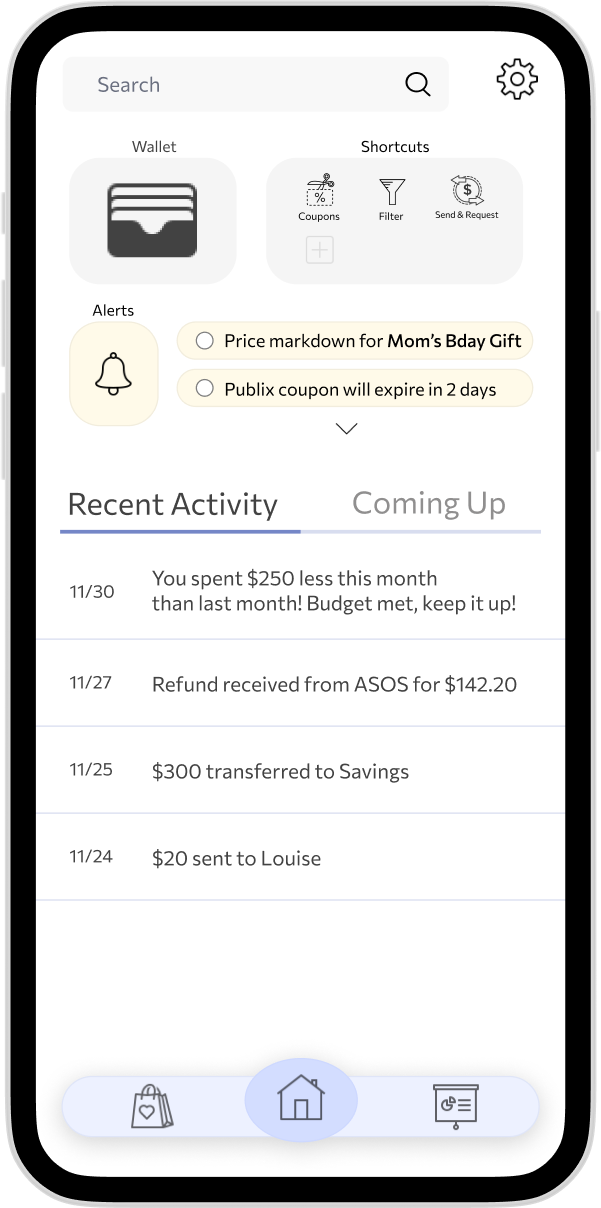 Search
Wallet
Shortcuts
%
$
Coupons
Filter
Send & Request
Alerts
Price markdown for Mom's Bday Gift
Publix coupon will expire in 2 days
Recent Activity
Coming Up
11/30
You spent $250 less this month
than last month! Budget met, keep it up!
11/27
Refund received from ASOS for $142.20
11/25
$300 transferred to Savings
11/24
$20 sent to Louise